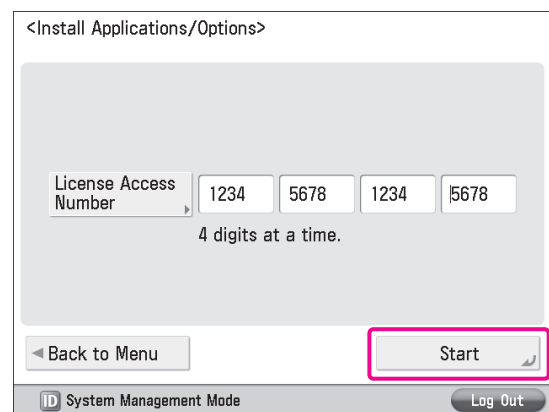 <Install Applications/Options>
License Access
Number
1234 5678 1234 5678
4 digits at a time.
Back to Menu
Start
ID System Management Mode
Log Out